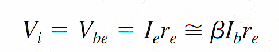 V_i = V_be = I_e r_e ≅ βI_b r_e